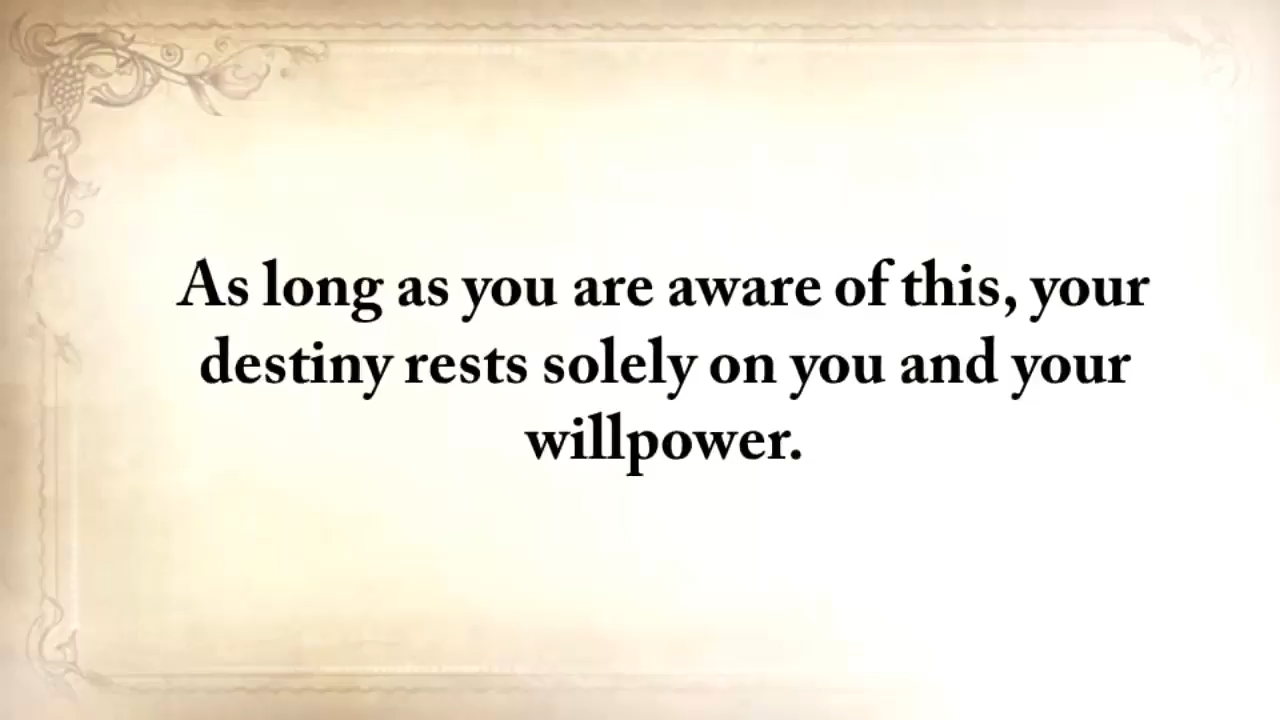 As long as you are aware of this, your
destiny rests solely on you and your
willpower.